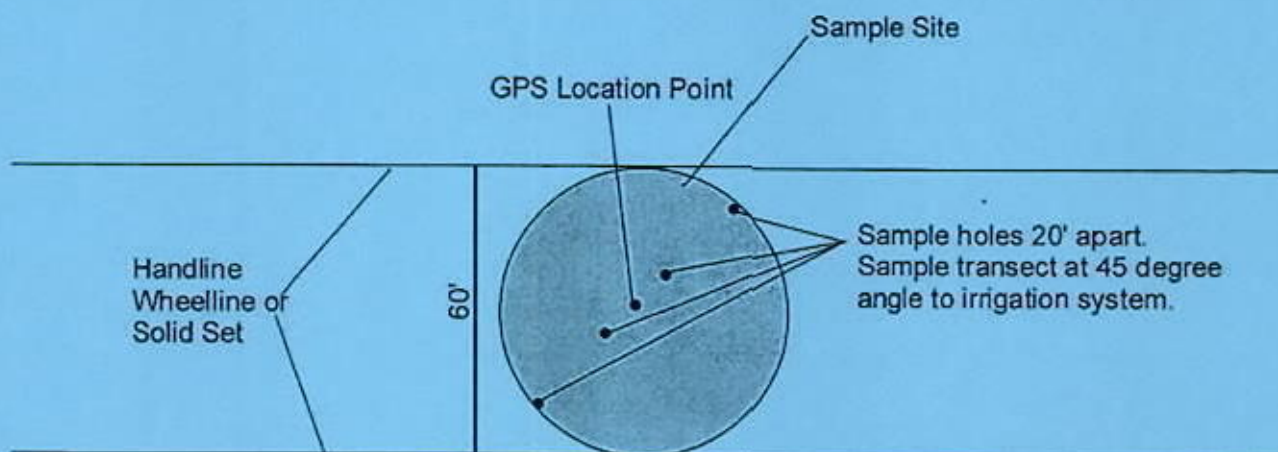 Sample Site
GPS Location Point
Sample holes 20' apart.
Sample transect at 45 degree
angle to irrigation system.
Handline
Wheelline or
Solid Set
60'